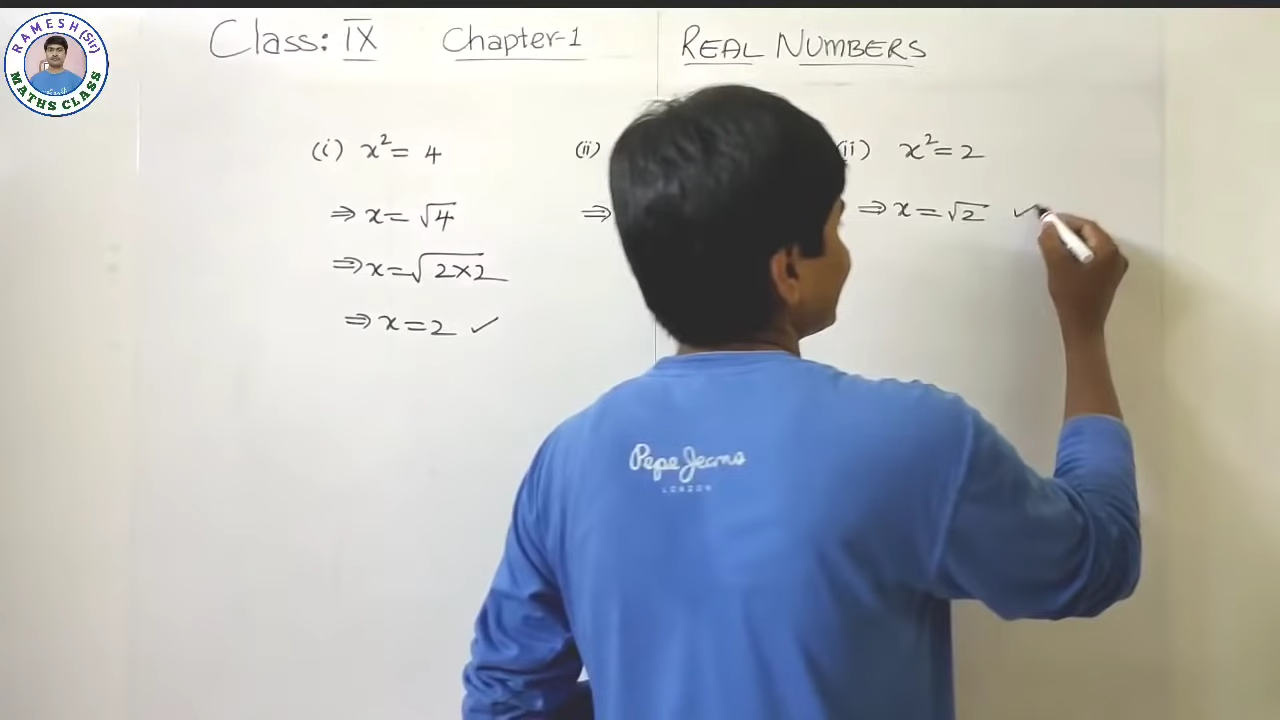 RAMESH (Sir)
MATHS CLASS
Class: IX Chapter-1 REAL NUMBERS
(i) x² = 4
⇒ x = √4
⇒ x = √2×2
⇒ x = 2 ✓
(ii)
⇒
ii) x² = 2
⇒ x = √2 ✓
Pepe Jeans
LONDON